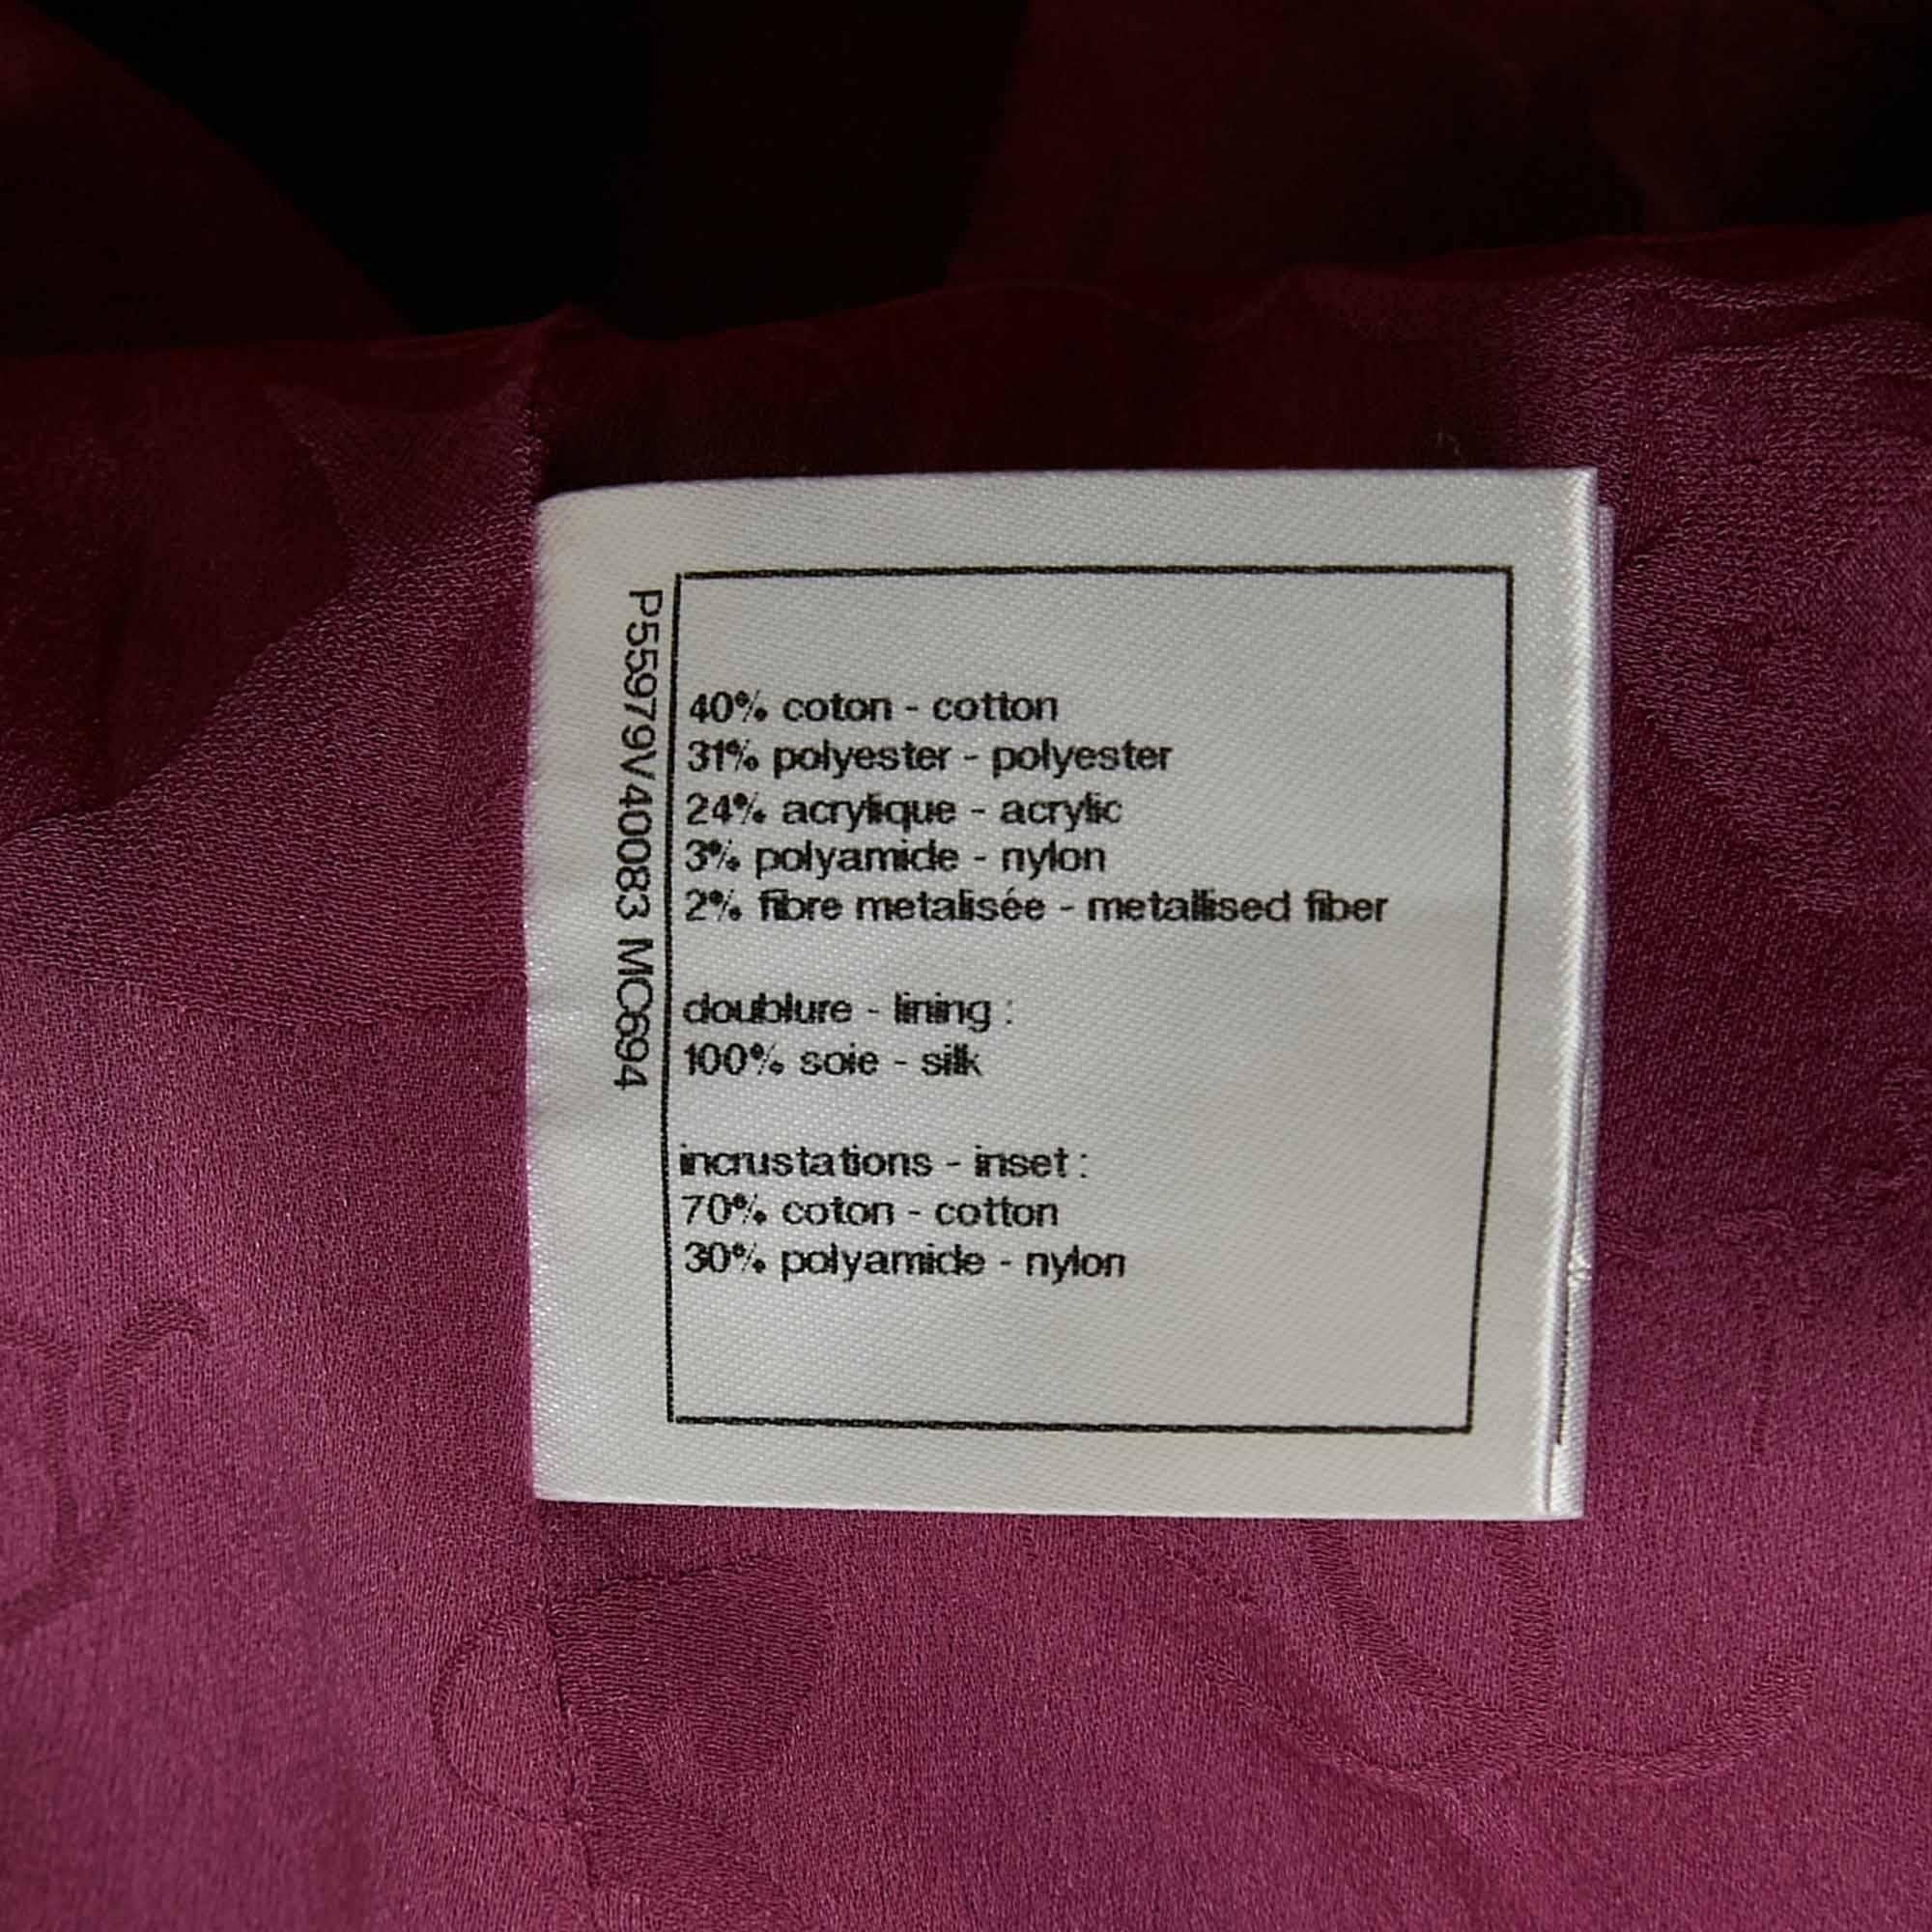 P55979V40083 MC694
40% coton - cotton
31% polyester - polyester
24% acrylique - acrylic
3% polyamide - nylon
2% fibre metalisée - metallised fiber
doublure - lining :
100% soie - silk
incrustations - inset :
70% coton - cotton
30% polyamide - nylon